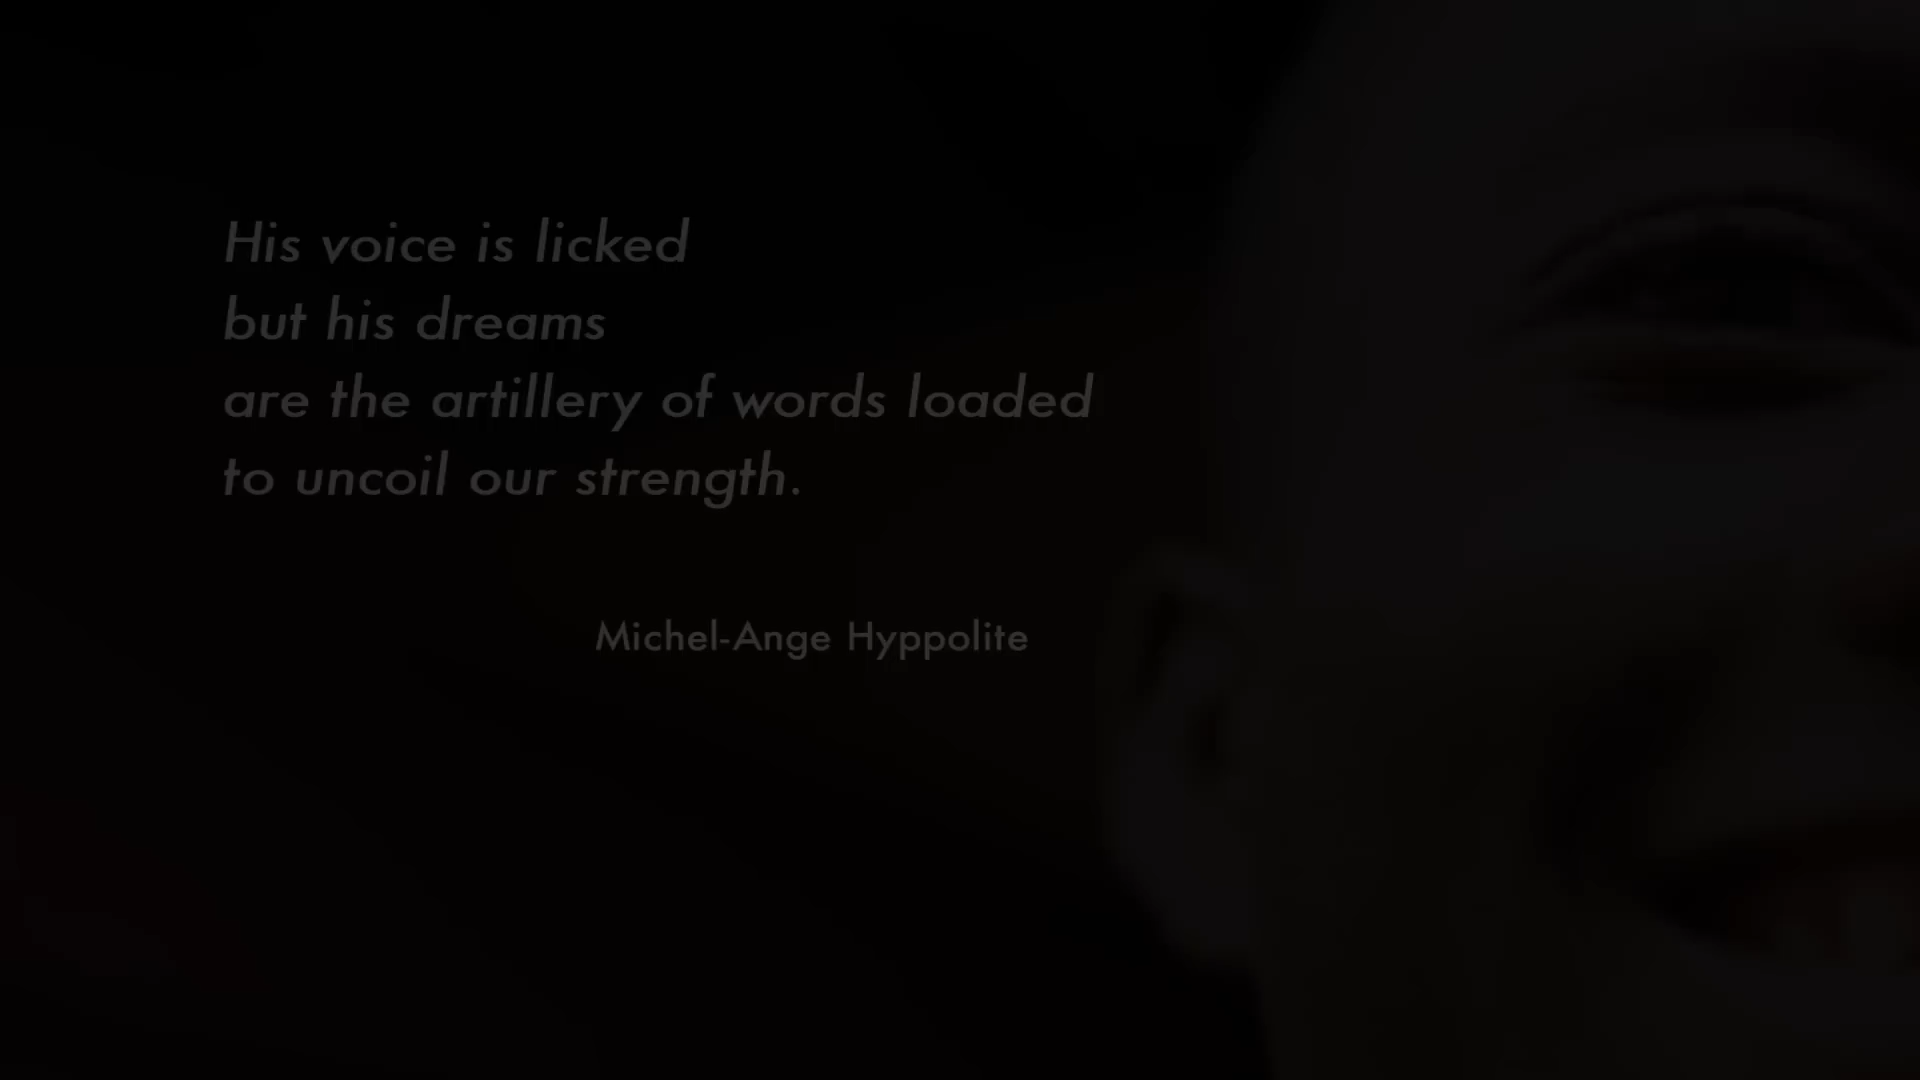 His voice is licked
but his dreams
are the artillery of words loaded
to uncoil our strength.
Michel-Ange Hyppolite